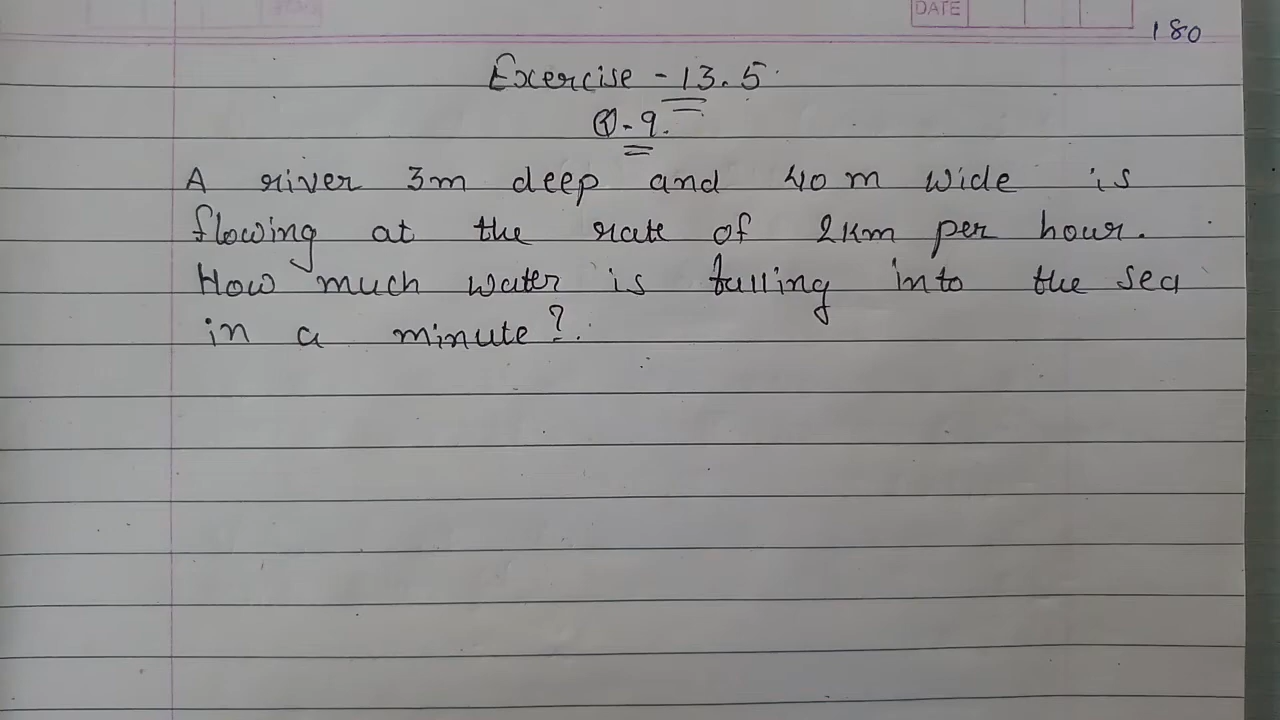 DATE
180
Exercise - 13.5
Q-9.
A river 3m deep and 40 m wide is
flowing at the rate of 2km per hour.
How much water is falling into the sea
in a minute?